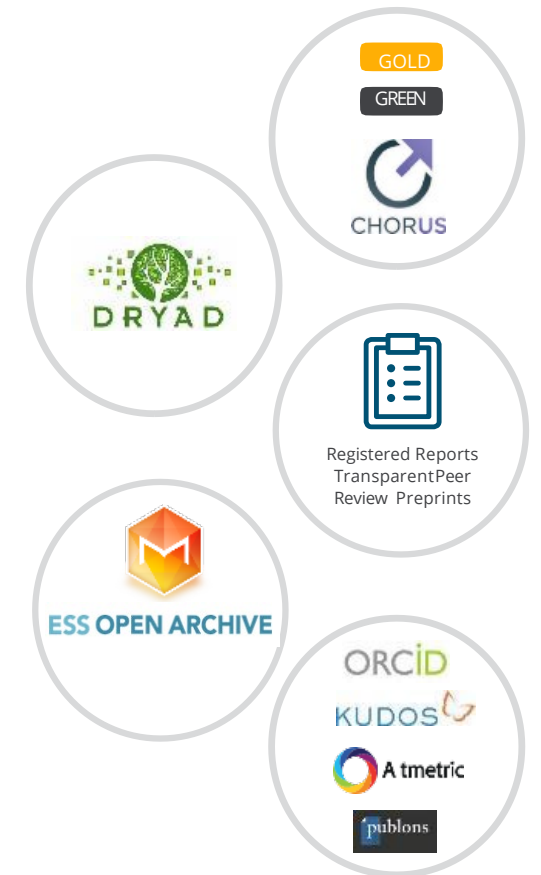 GOLD
GREEN
CHORUS
DRYAD
Registered Reports
TransparentPeer
Review Preprints
ESS OPEN ARCHIVE
ORCiD
KUDOS
A tmetric
publons